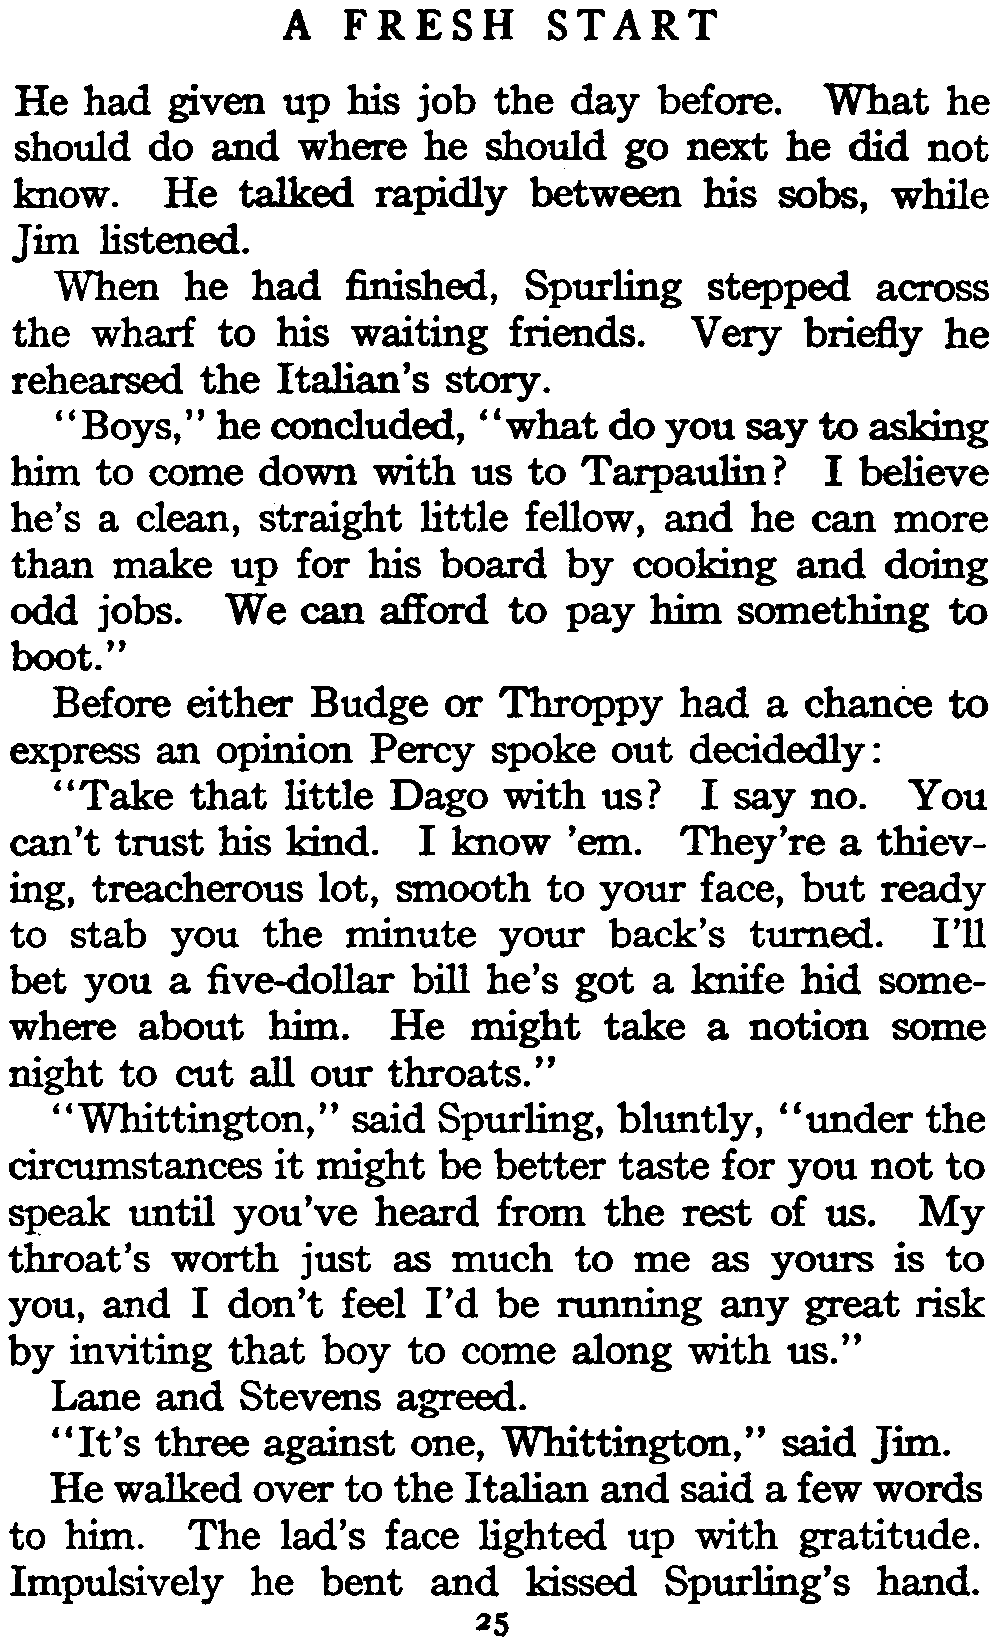 A FRESH START
He had given up his job the day before. What he
should do and where he should go next he did not
know. He talked rapidly between his sobs, while
Jim listened.
When he had finished, Spurling stepped across
the wharf to his waiting friends. Very briefly he
rehearsed the Italian's story.
"Boys," he concluded, "what do you say to asking
him to come down with us to Tarpaulin? I believe
he's a clean, straight little fellow, and he can more
than make up for his board by cooking and doing
odd jobs. We can afford to pay him something to
boot."
Before either Budge or Throppy had a chance to
express an opinion Percy spoke out decidedly:
"Take that little Dago with us? I say no. You
can't trust his kind. I know 'em. They're a thiev-
ing, treacherous lot, smooth to your face, but ready
to stab you the minute your back's turned. I'll
bet you a five-dollar bill he's got a knife hid some-
where about him. He might take a notion some
night to cut all our throats."
"Whittington," said Spurling, bluntly, "under the
circumstances it might be better taste for you not to
speak until you've heard from the rest of us. My
throat's worth just as much to me as yours is to
you, and I don't feel I'd be running any great risk
by inviting that boy to come along with us."
Lane and Stevens agreed.
"It's three against one, Whittington," said Jim.
He walked over to the Italian and said a few words
to him. The lad's face lighted up with gratitude.
Impulsively he bent and kissed Spurling's hand.
25